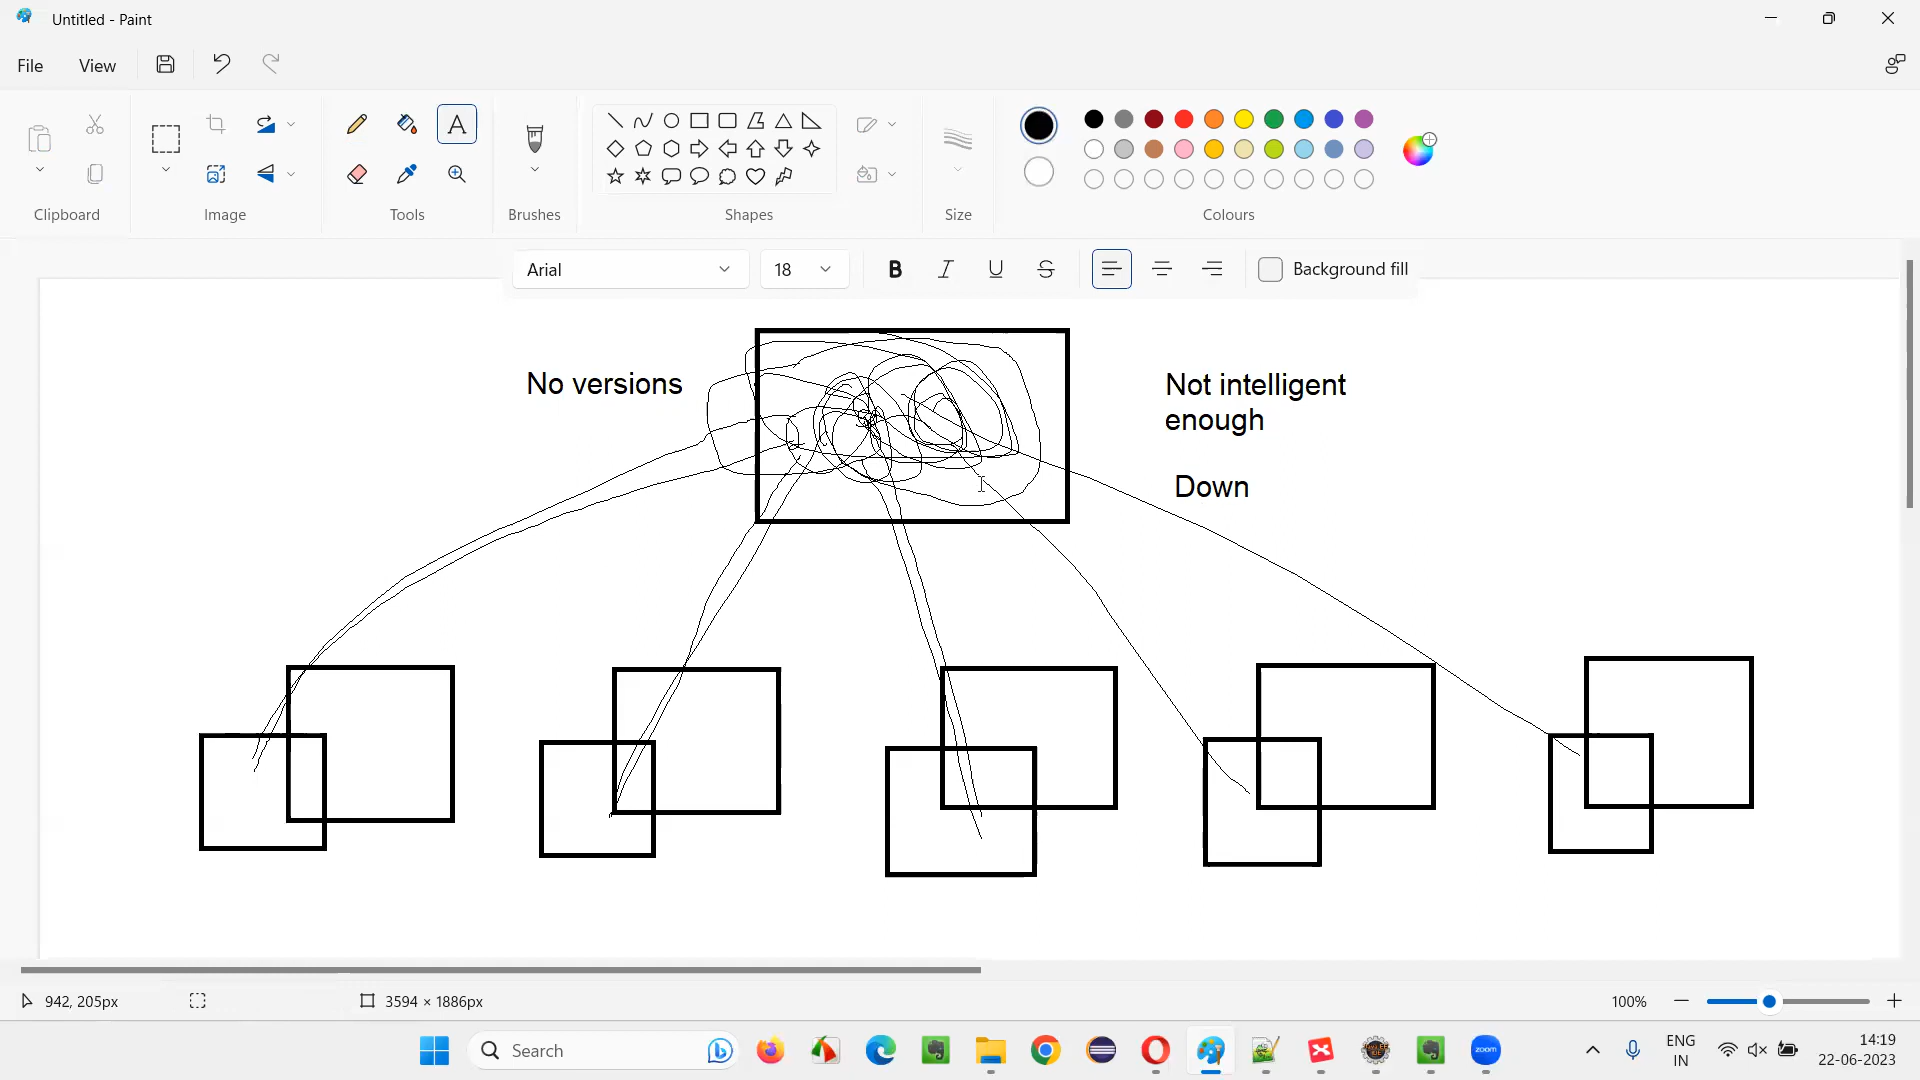 Untitled - Paint
File
View
Clipboard
Image
Tools
Brushes
Shapes
Size
Colours
Arial
18
B
I
U
S
Background fill
No versions
Not intelligent
enough
Down
942, 205px
3594 × 1886px
100%
Search
zoom
ENG
IN
14:19
22-06-2023